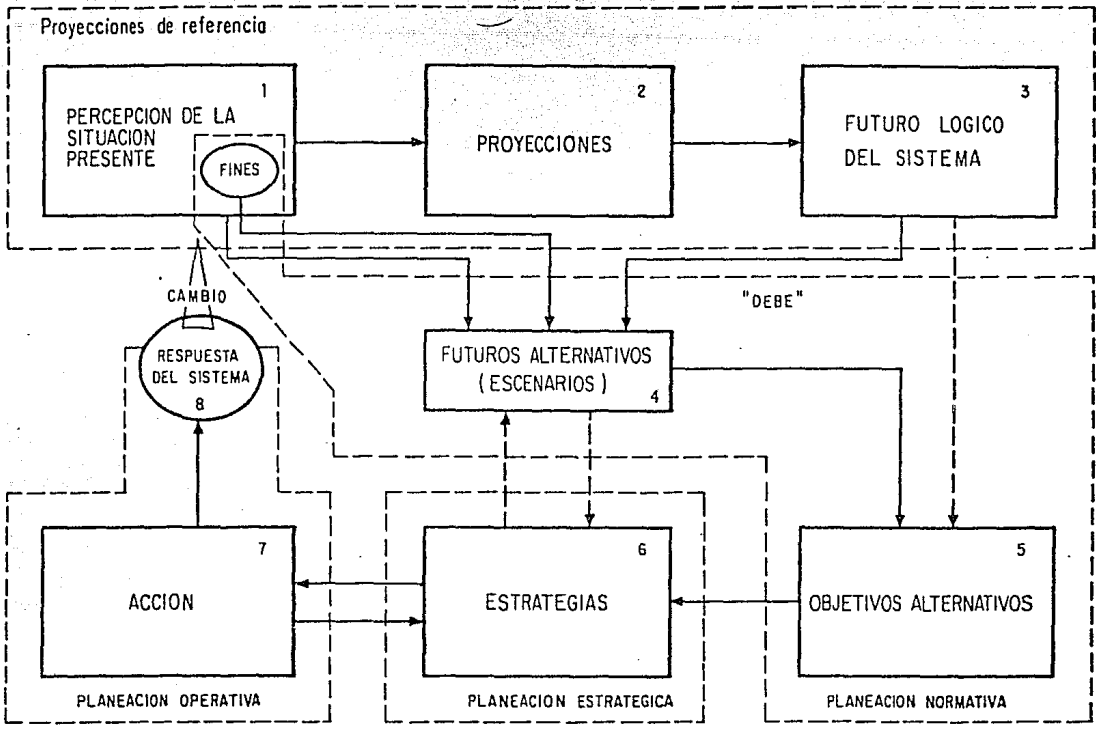 Proyecciones de referencia
1
PERCEPCION DE LA
SITUACION
PRESENTE
FINES
2
PROYECCIONES
3
FUTURO LOGICO
DEL SISTEMA
CAMBIO
"DEBE"
RESPUESTA
DEL SISTEMA
8
FUTUROS ALTERNATIVOS
(ESCENARIOS)
4
7
ACCION
6
ESTRATEGIAS
5
OBJETIVOS ALTERNATIVOS
PLANEACION OPERATIVA
PLANEACION ESTRATEGICA
PLANEACION NORMATIVA